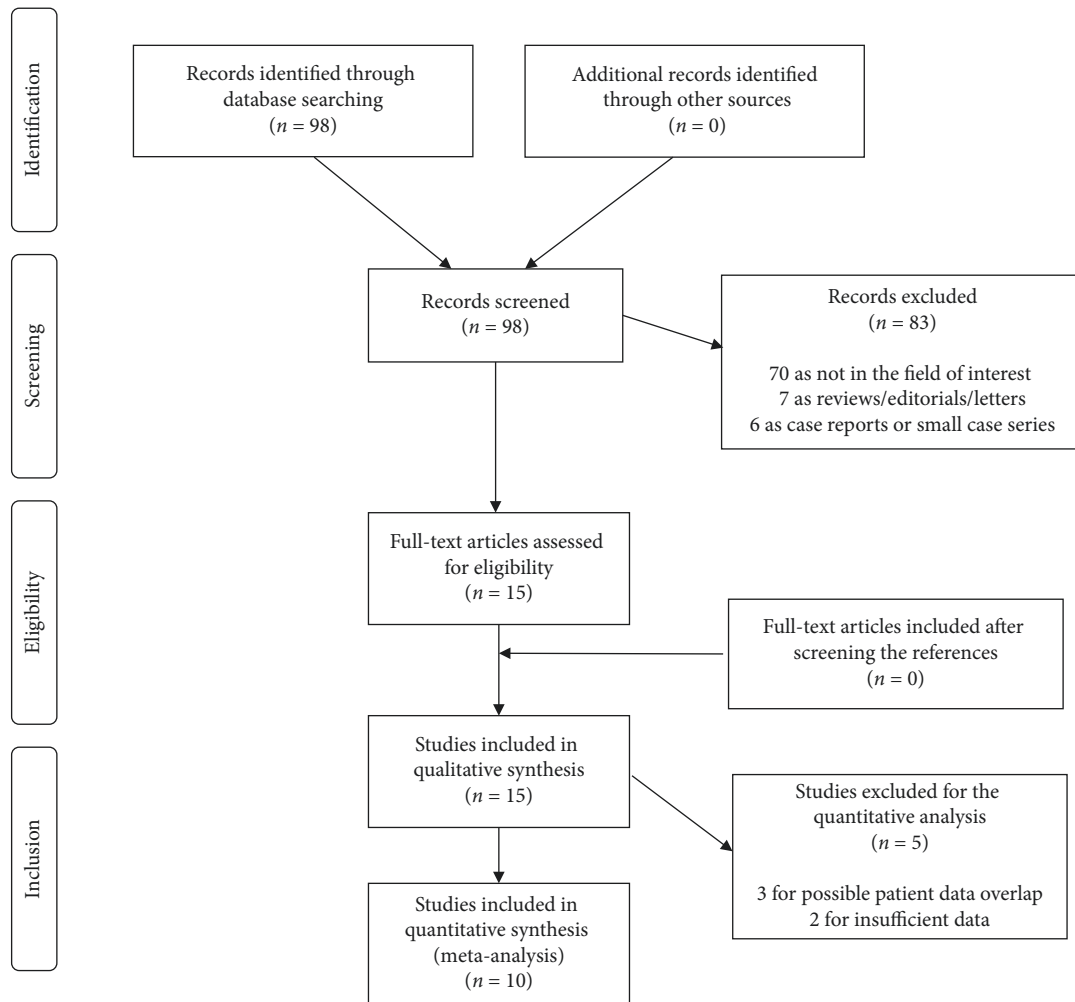 Identification
Records identified through
database searching
(n = 98)
Additional records identified
through other sources
(n = 0)
Screening
Records screened
(n = 98)
Records excluded
(n = 83)
70 as not in the field of interest
7 as reviews/editorials/letters
6 as case reports or small case series
Eligibility
Full-text articles assessed
for eligibility
(n = 15)
Full-text articles included after
screening the references
(n = 0)
Inclusion
Studies included in
qualitative synthesis
(n = 15)
Studies excluded for the
quantitative analysis
(n = 5)
3 for possible patient data overlap
2 for insufficient data
Studies included in
quantitative synthesis
(meta-analysis)
(n = 10)